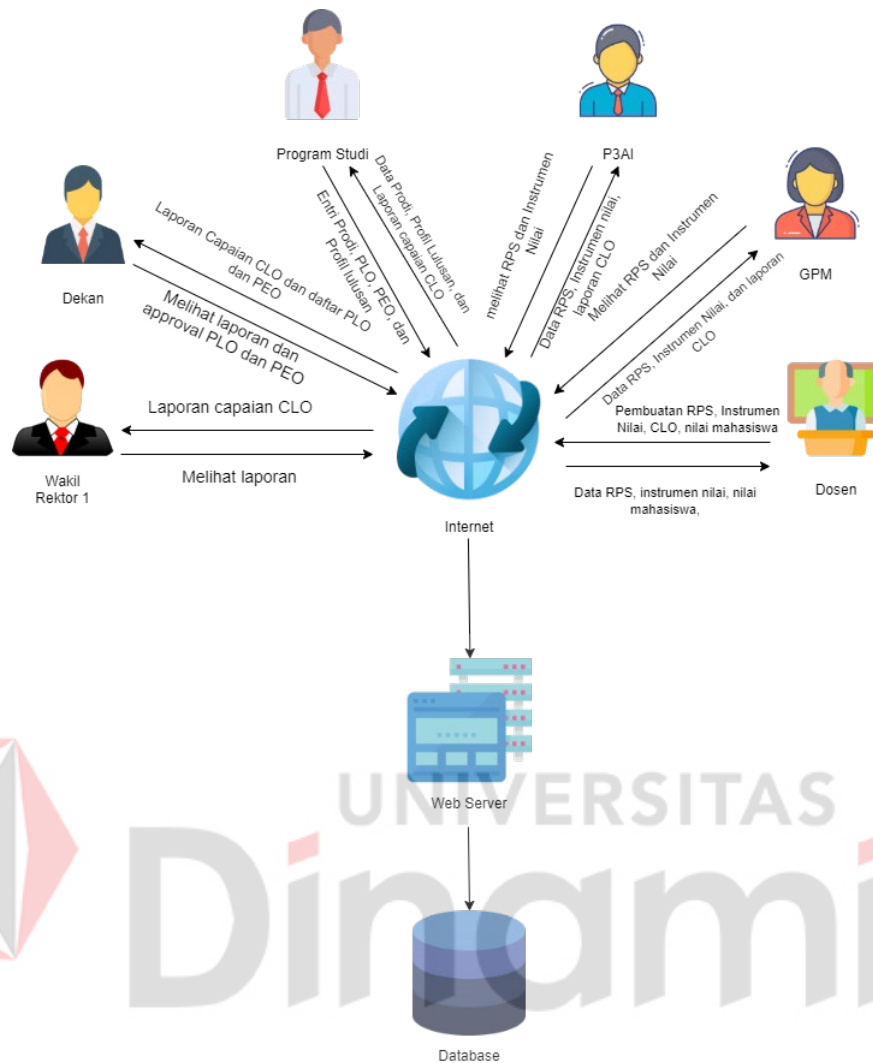 Program Studi
P3AI
Dekan
GPM
Wakil
Rektor 1
Dosen
Entri Prodi, PLO, PEO, dan
Profil lulusan
Data Prodi, Profil Lulusan, dan
Laporan capaian CLO
melihat RPS dan Instrumen
Nilai
Data RPS, Instrumen nilai,
laporan CLO
Melihat RPS dan Instrumen
Nilai
Data RPS, Instrumen Nilai, dan laporan
CLO
Laporan Capaian CLO dan daftar PLO
dan PEO
Melihat laporan dan
approval PLO dan PEO
Laporan capaian CLO
Melihat laporan
Pembuatan RPS, Instrumen
Nilai, CLO, nilai mahasiswa
Data RPS, instrumen nilai, nilai
mahasiswa,
Internet
Web Server
UNIVERSITAS
Dinami
Database